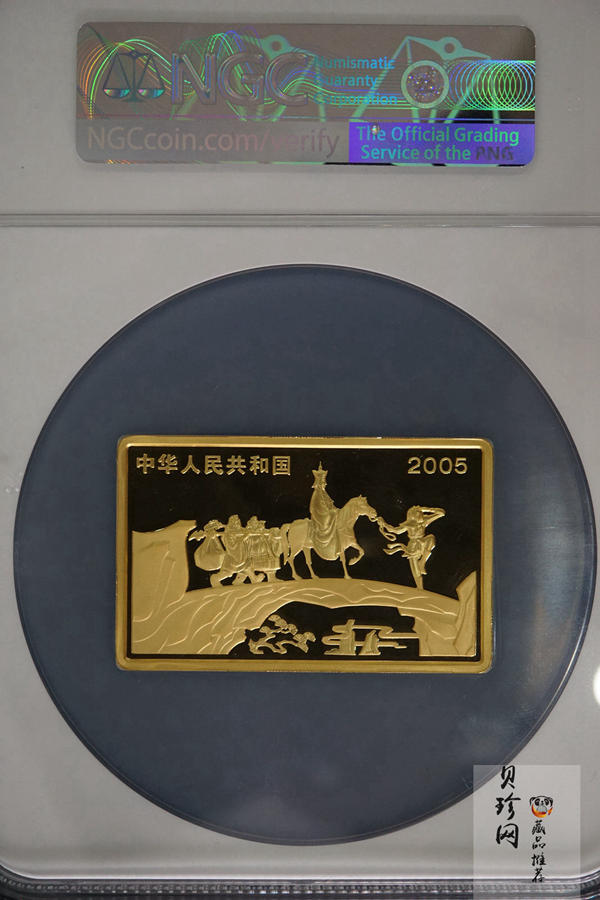 NGC
Numismatic
Guaranty
Corporation
NGCcoin.com/verify
The Official Grading
Service of the PNG
中华人民共和国
2005
贝珍网
藏品推荐